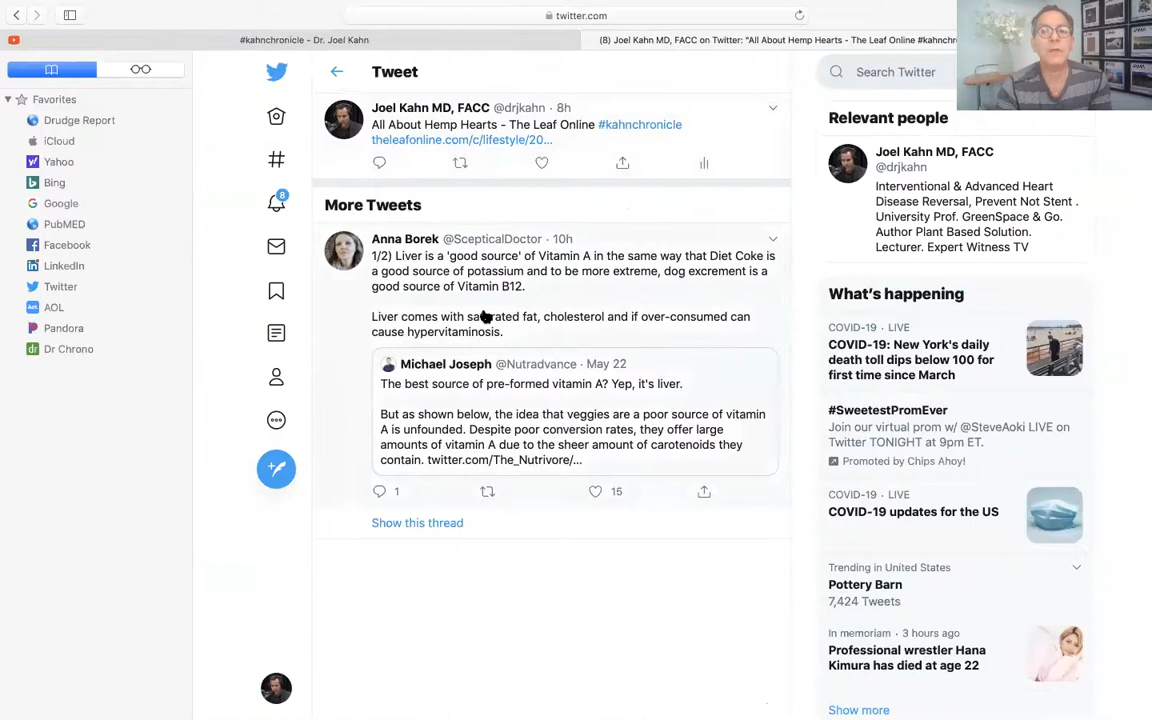 twitter.com
#kahnchronicle - Dr. Joel Kahn
(8) Joel Kahn MD, FACC on Twitter: "All About Hemp Hearts - The Leaf Online #kahnchr
Favorites
Drudge Report
iCloud
Yahoo
Bing
Google
PubMED
Facebook
LinkedIn
Twitter
AOL
Pandora
Dr Chrono
8
Tweet
Joel Kahn MD, FACC @drjkahn · 8h
All About Hemp Hearts - The Leaf Online #kahnchronicle
theleafonline.com/c/lifestyle/20...
More Tweets
Anna Borek @ScepticalDoctor · 10h
1/2) Liver is a 'good source' of Vitamin A in the same way that Diet Coke is
a good source of potassium and to be more extreme, dog excrement is a
good source of Vitamin B12.
Liver comes with saturated fat, cholesterol and if over-consumed can
cause hypervitaminosis.
Michael Joseph @Nutradvance · May 22
The best source of pre-formed vitamin A? Yep, it's liver.
But as shown below, the idea that veggies are a poor source of vitamin
A is unfounded. Despite poor conversion rates, they offer large
amounts of vitamin A due to the sheer amount of carotenoids they
contain. twitter.com/The_Nutrivore/...
1 15
Show this thread
Search Twitter
Relevant people
Joel Kahn MD, FACC
@drjkahn
Interventional & Advanced Heart
Disease Reversal, Prevent Not Stent .
University Prof. GreenSpace & Go.
Author Plant Based Solution.
Lecturer. Expert Witness TV
What's happening
COVID-19 · LIVE
COVID-19: New York's daily
death toll dips below 100 for
first time since March
#SweetestPromEver
Join our virtual prom w/ @SteveAoki LIVE on
Twitter TONIGHT at 9pm ET.
Promoted by Chips Ahoy!
COVID-19 · LIVE
COVID-19 updates for the US
Trending in United States
Pottery Barn
7,424 Tweets
In memoriam · 3 hours ago
Professional wrestler Hana
Kimura has died at age 22
Show more